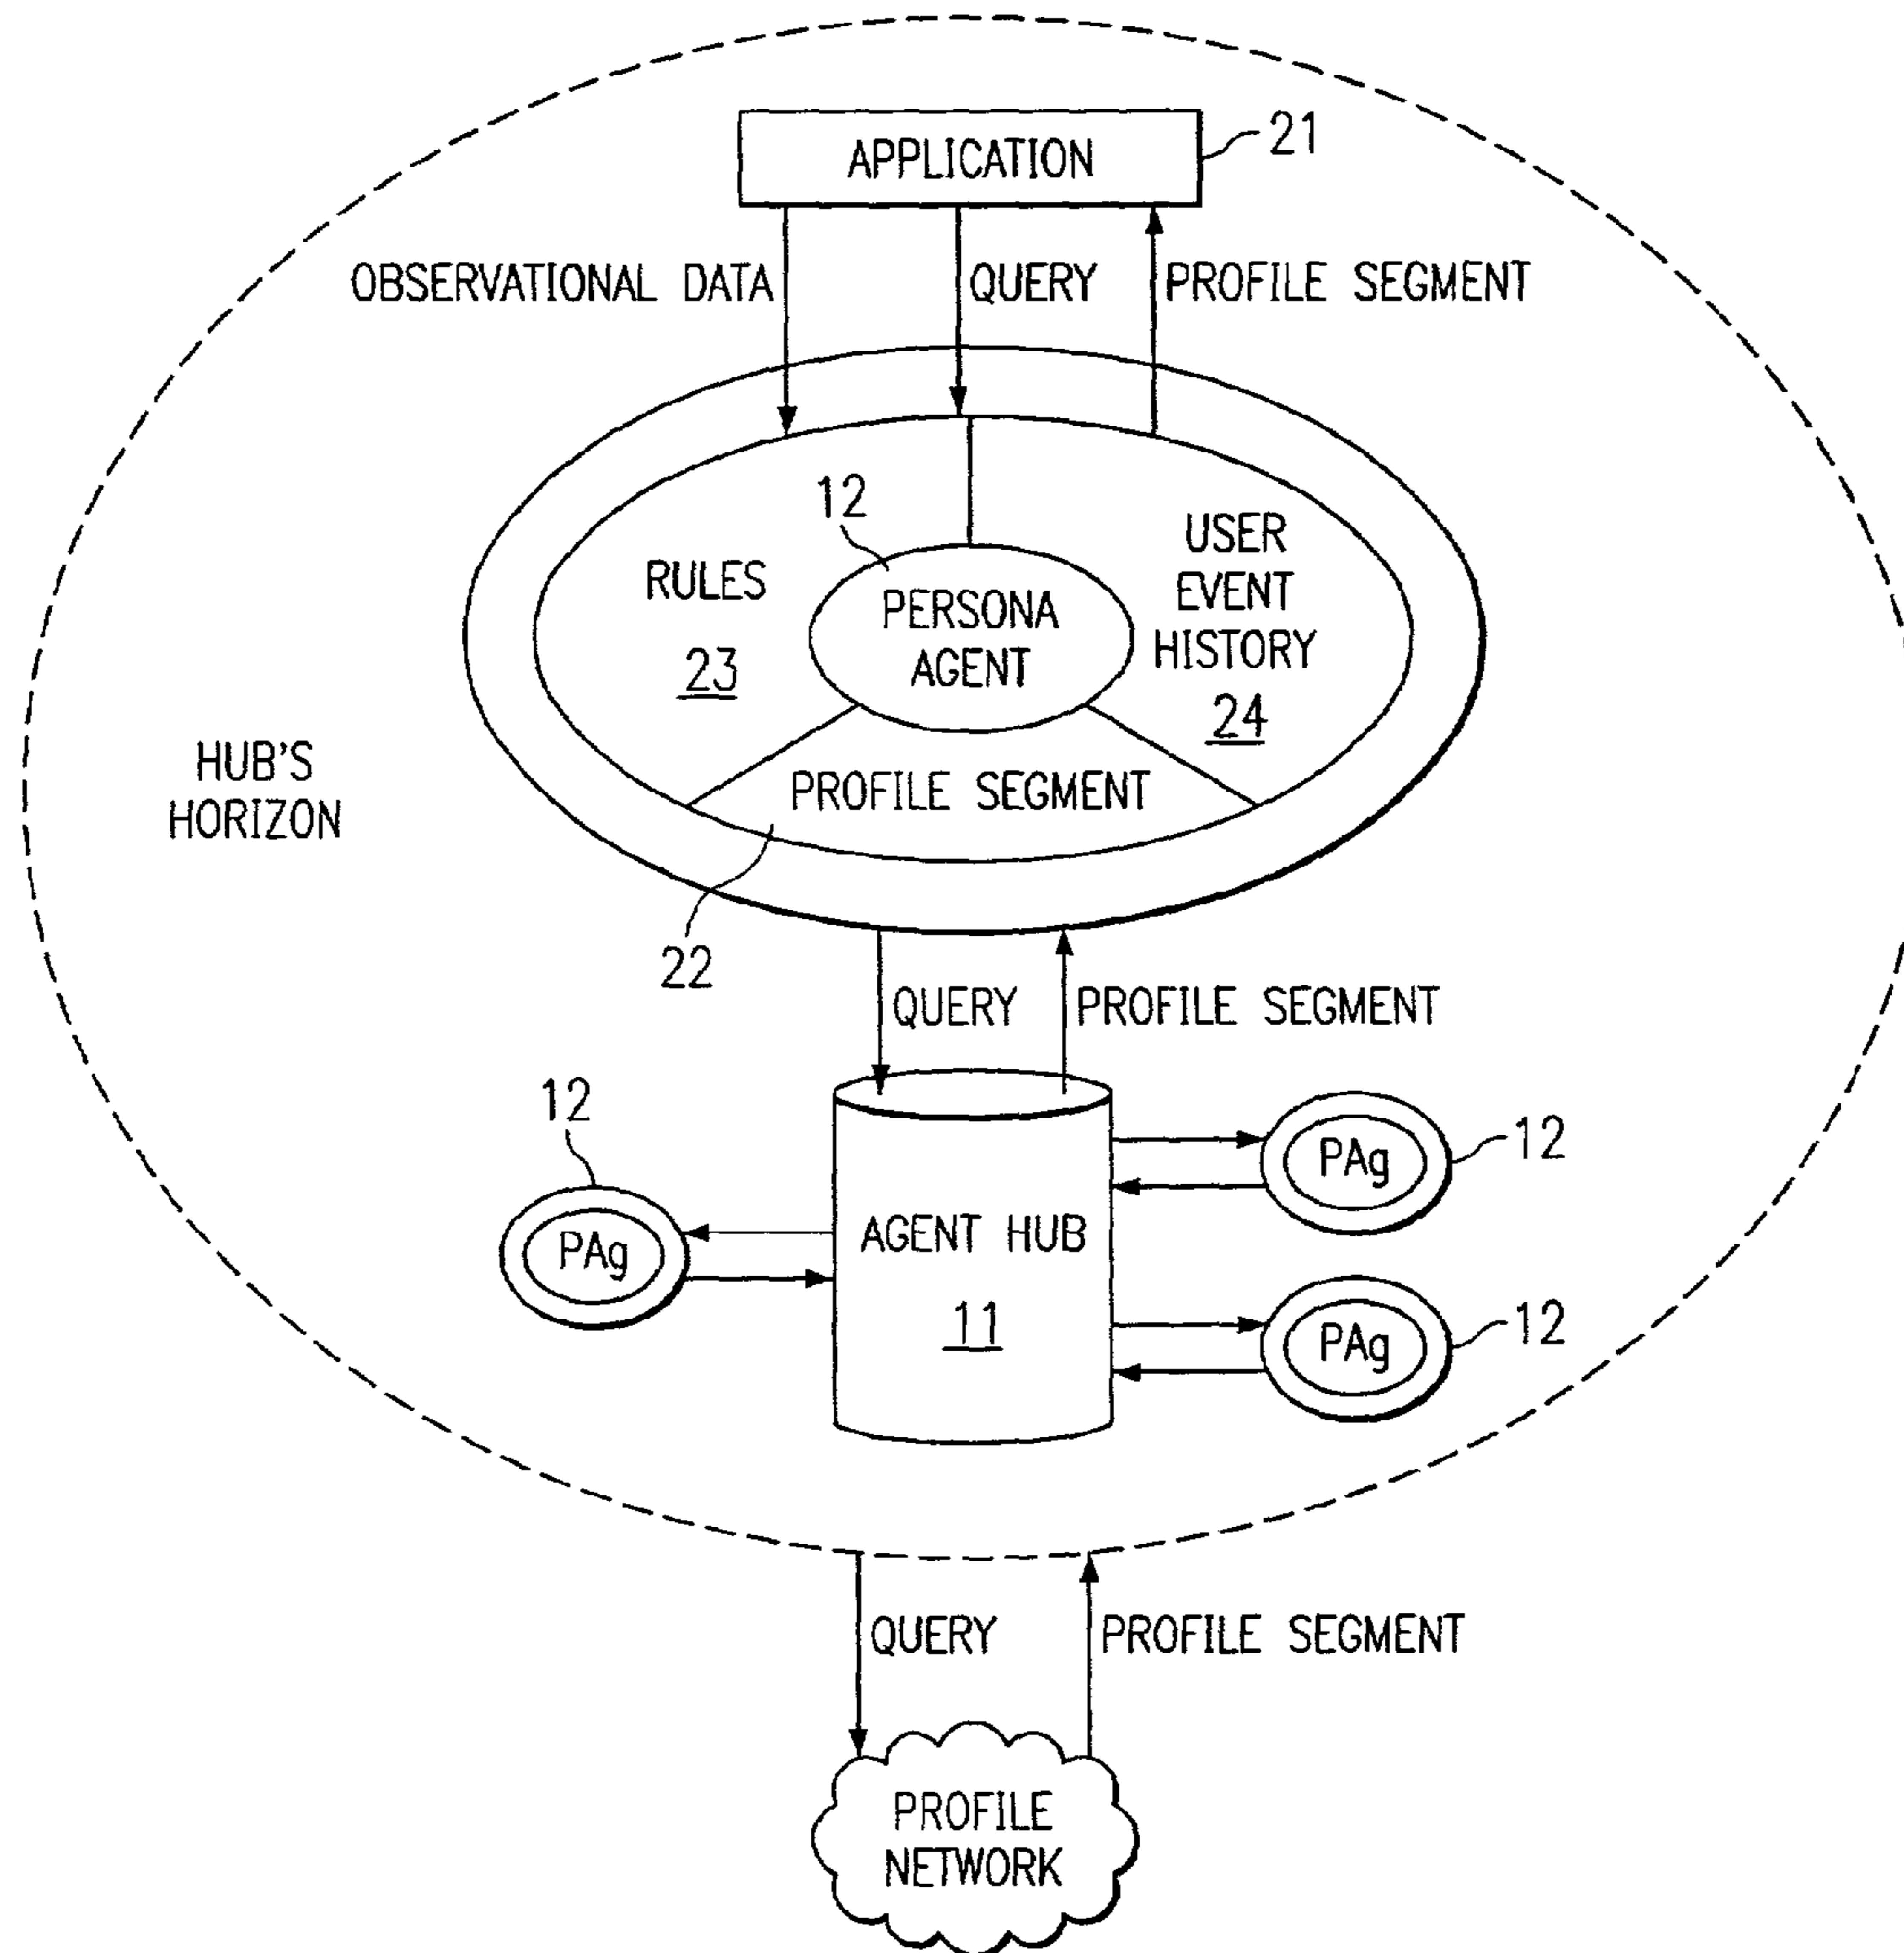 APPLICATION
21
OBSERVATIONAL DATA
QUERY
PROFILE SEGMENT
12
RULES
23
PERSONA
AGENT
USER
EVENT
HISTORY
24
HUB'S
HORIZON
PROFILE SEGMENT
22
QUERY
PROFILE SEGMENT
12
PAg
AGENT HUB
11
PAg
12
PAg
12
QUERY
PROFILE SEGMENT
PROFILE
NETWORK